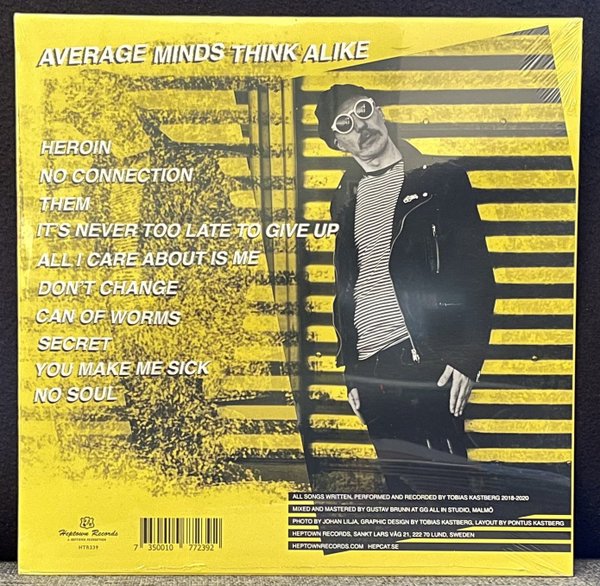 AVERAGE MINDS THINK ALIKE
HEROIN
NO CONNECTION
THEM
IT'S NEVER TOO LATE TO GIVE UP
ALL I CARE ABOUT IS ME
DON'T CHANGE
CAN OF WORMS
SECRET
YOU MAKE ME SICK
NO SOUL
ALL SONGS WRITTEN, PERFORMED AND RECORDED BY TOBIAS KASTBERG 2018-2020
MIXED AND MASTERED BY GUSTAV BRUNN AT GG ALL IN STUDIO, MALMÖ
PHOTO BY JOHAN LILJA, GRAPHIC DESIGN BY TOBIAS KASTBERG, LAYOUT BY PONTUS KASTBERG
HEPTOWN RECORDS, SANKT LARS VÄG 21, 222 70 LUND, SWEDEN
HEPTOWNRECORDS.COM HEPCAT.SE
Heptown Records
A HEPTOWN PRODUCTION
HTR239
7 350010 772392